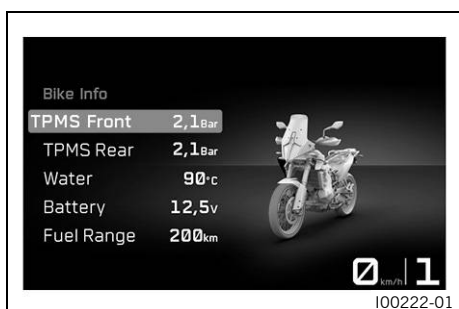 Bike Info
TPMS Front 2,1Bar
TPMS Rear 2,1Bar
Water 90°c
Battery 12,5v
Fuel Range 200km
0 km/h 1
I00222-01